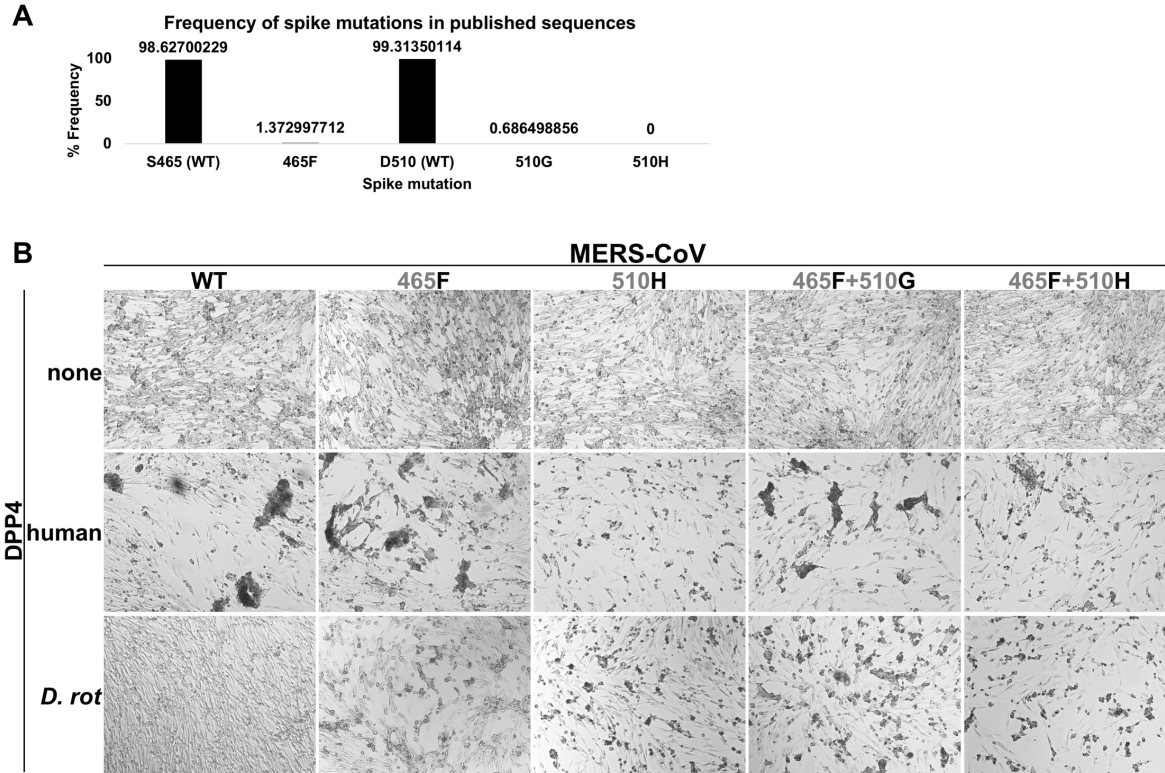 A
Frequency of spike mutations in published sequences
98.62700229
99.31350114
1.372997712
0.686498856
0
% Frequency
100
50
0
S465 (WT)
465F
D510 (WT)
510G
510H
Spike mutation
B
MERS-CoV
WT
465F
510H
465F+510G
465F+510H
DPP4
none
human
D. rot